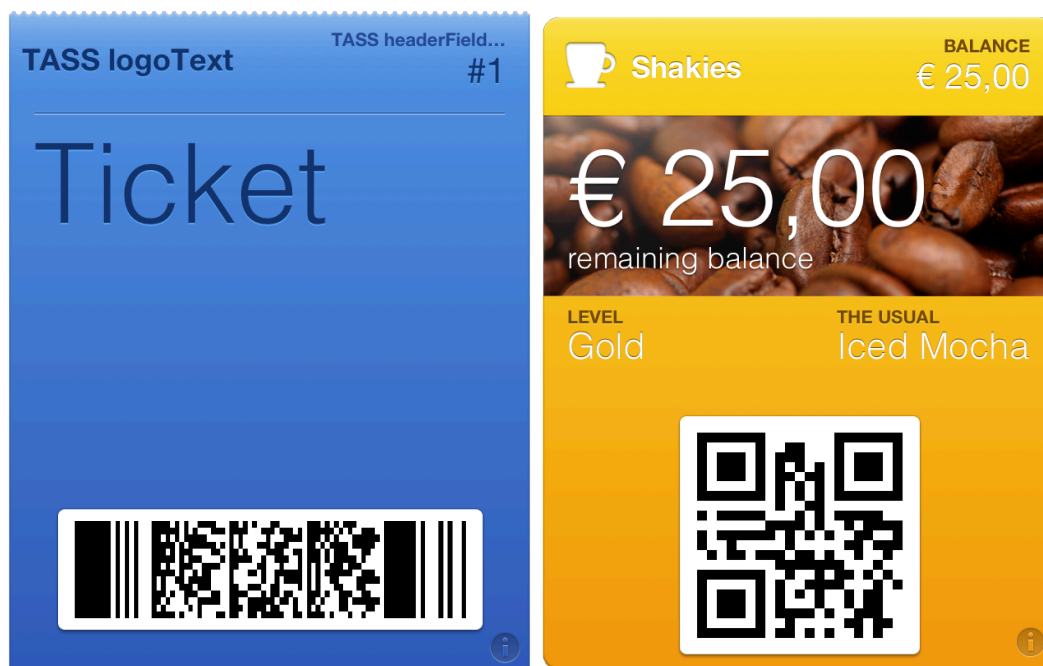 TASS logoText
TASS headerField…
#1
Ticket
Shakies
BALANCE
€ 25,00
€ 25,00
remaining balance
LEVEL
Gold
THE USUAL
Iced Mocha